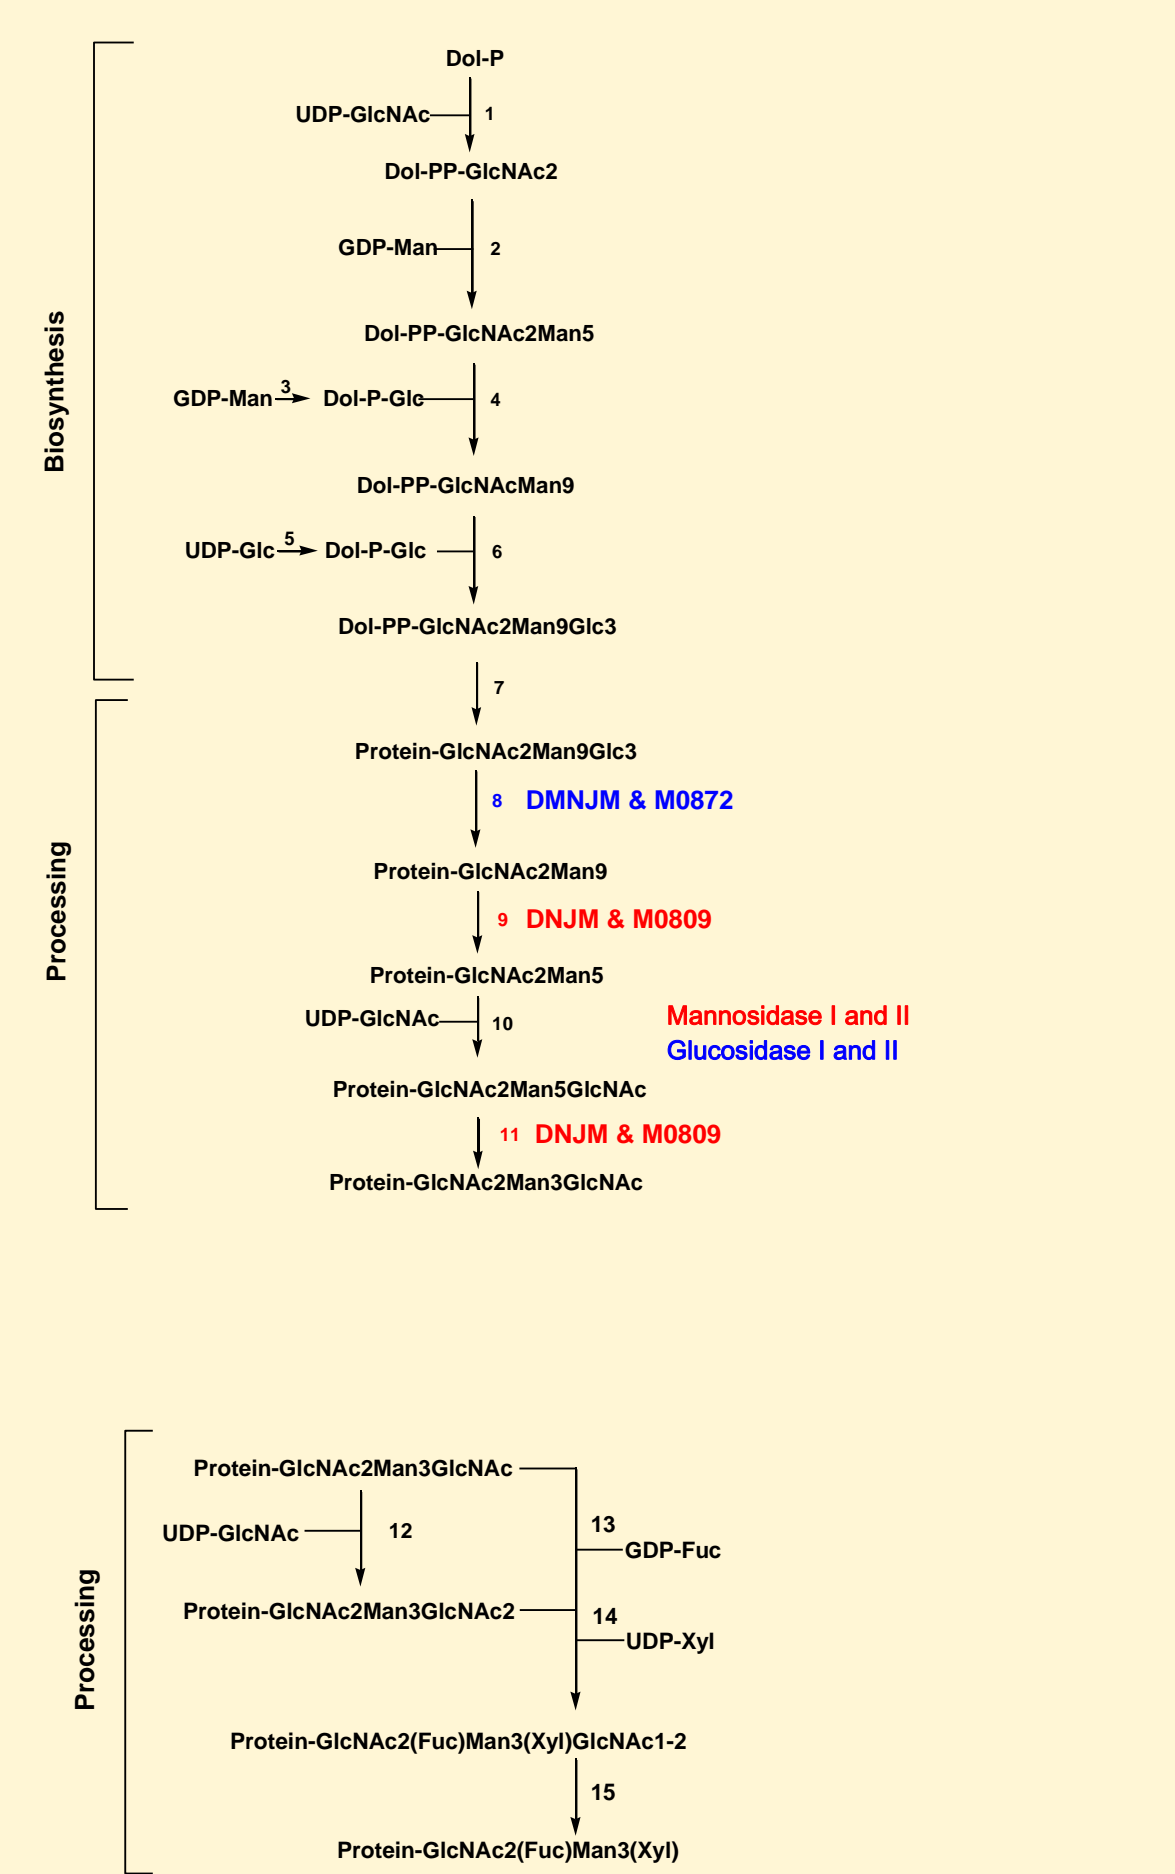 Dol-P
UDP-GlcNAc
1
Dol-PP-GlcNAc2
GDP-Man
2
Dol-PP-GlcNAc2Man5
GDP-Man 3 Dol-P-Glc
4
Dol-PP-GlcNAcMan9
UDP-Glc 5 Dol-P-Glc
6
Dol-PP-GlcNAc2Man9Glc3
Biosynthesis
7
Protein-GlcNAc2Man9Glc3
8 DMNJM & M0872
Protein-GlcNAc2Man9
9 DNJM & M0809
Protein-GlcNAc2Man5
UDP-GlcNAc
10
Mannosidase I and II
Glucosidase I and II
Protein-GlcNAc2Man5GlcNAc
11 DNJM & M0809
Protein-GlcNAc2Man3GlcNAc
Processing
Protein-GlcNAc2Man3GlcNAc
UDP-GlcNAc
12
13
GDP-Fuc
Protein-GlcNAc2Man3GlcNAc2
14
UDP-Xyl
Protein-GlcNAc2(Fuc)Man3(Xyl)GlcNAc1-2
15
Protein-GlcNAc2(Fuc)Man3(Xyl)
Processing